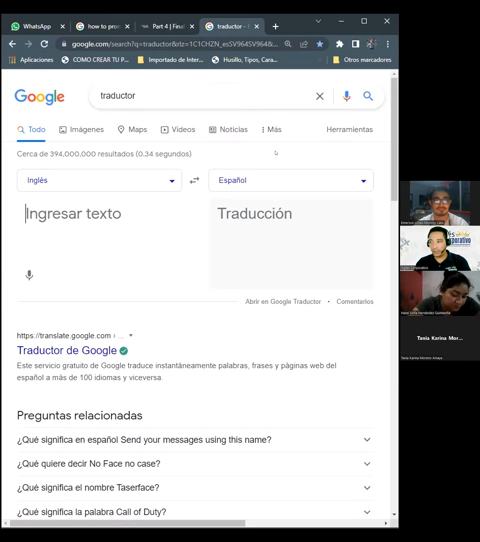 WhatsApp
how to pron
Part 4 | Final
traductor - B
google.com/search?q=traductor&rlz=1C1CHZN_esSV964SV964&...
Aplicaciones
COMO CREAR TU P...
Importado de Inter...
Husillo, Tipos, Cara...
Otros marcadores
Google
traductor
Todo
Imágenes
Maps
Videos
Noticias
Más
Herramientas
Cerca de 394,000,000 resultados (0.34 segundos)
Inglés
Español
Ingresar texto
Traducción
Abrir en Google Traductor • Comentarios
https://translate.google.com › ...
Traductor de Google
Este servicio gratuito de Google traduce instantáneamente palabras, frases y páginas web del
español a más de 100 idiomas y viceversa.
Preguntas relacionadas
¿Qué significa en español Send your messages using this name?
¿Qué quiere decir No Face no case?
¿Qué significa el nombre Taserface?
¿Qué significa la palabra Call of Duty?
Tania Karina Mor...
Tania Karina Moreno Amaya